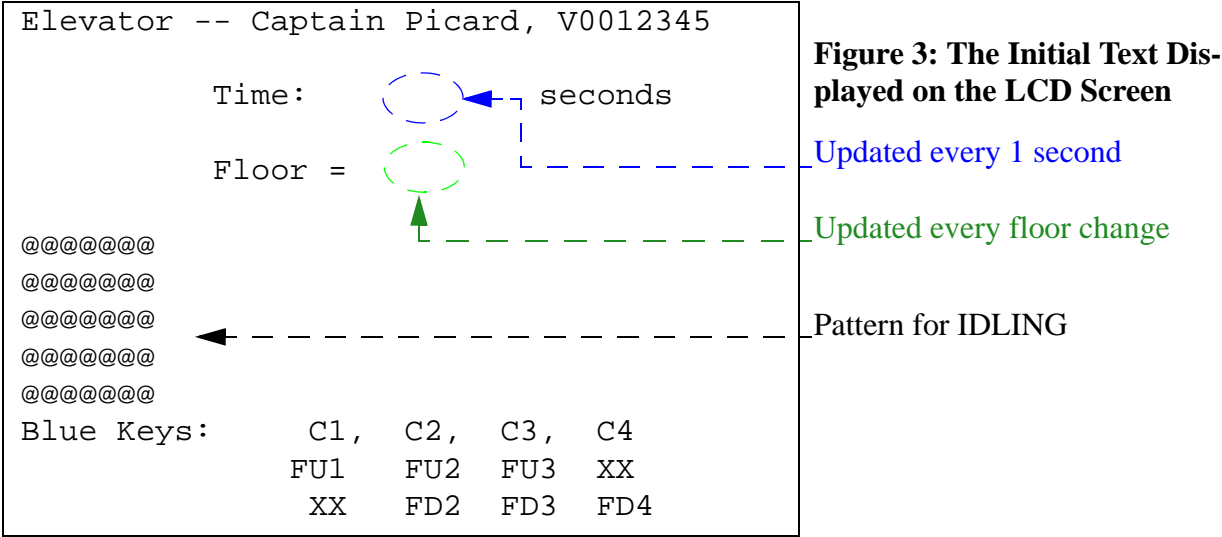 Elevator -- Captain Picard, V0012345
Time: seconds
Floor =
@@@@@@@
@@@@@@@
@@@@@@@
@@@@@@@
@@@@@@@
Blue Keys: C1, C2, C3, C4
FU1 FU2 FU3 XX
XX FD2 FD3 FD4
Figure 3: The Initial Text Dis-
played on the LCD Screen
Updated every 1 second
Updated every floor change
Pattern for IDLING